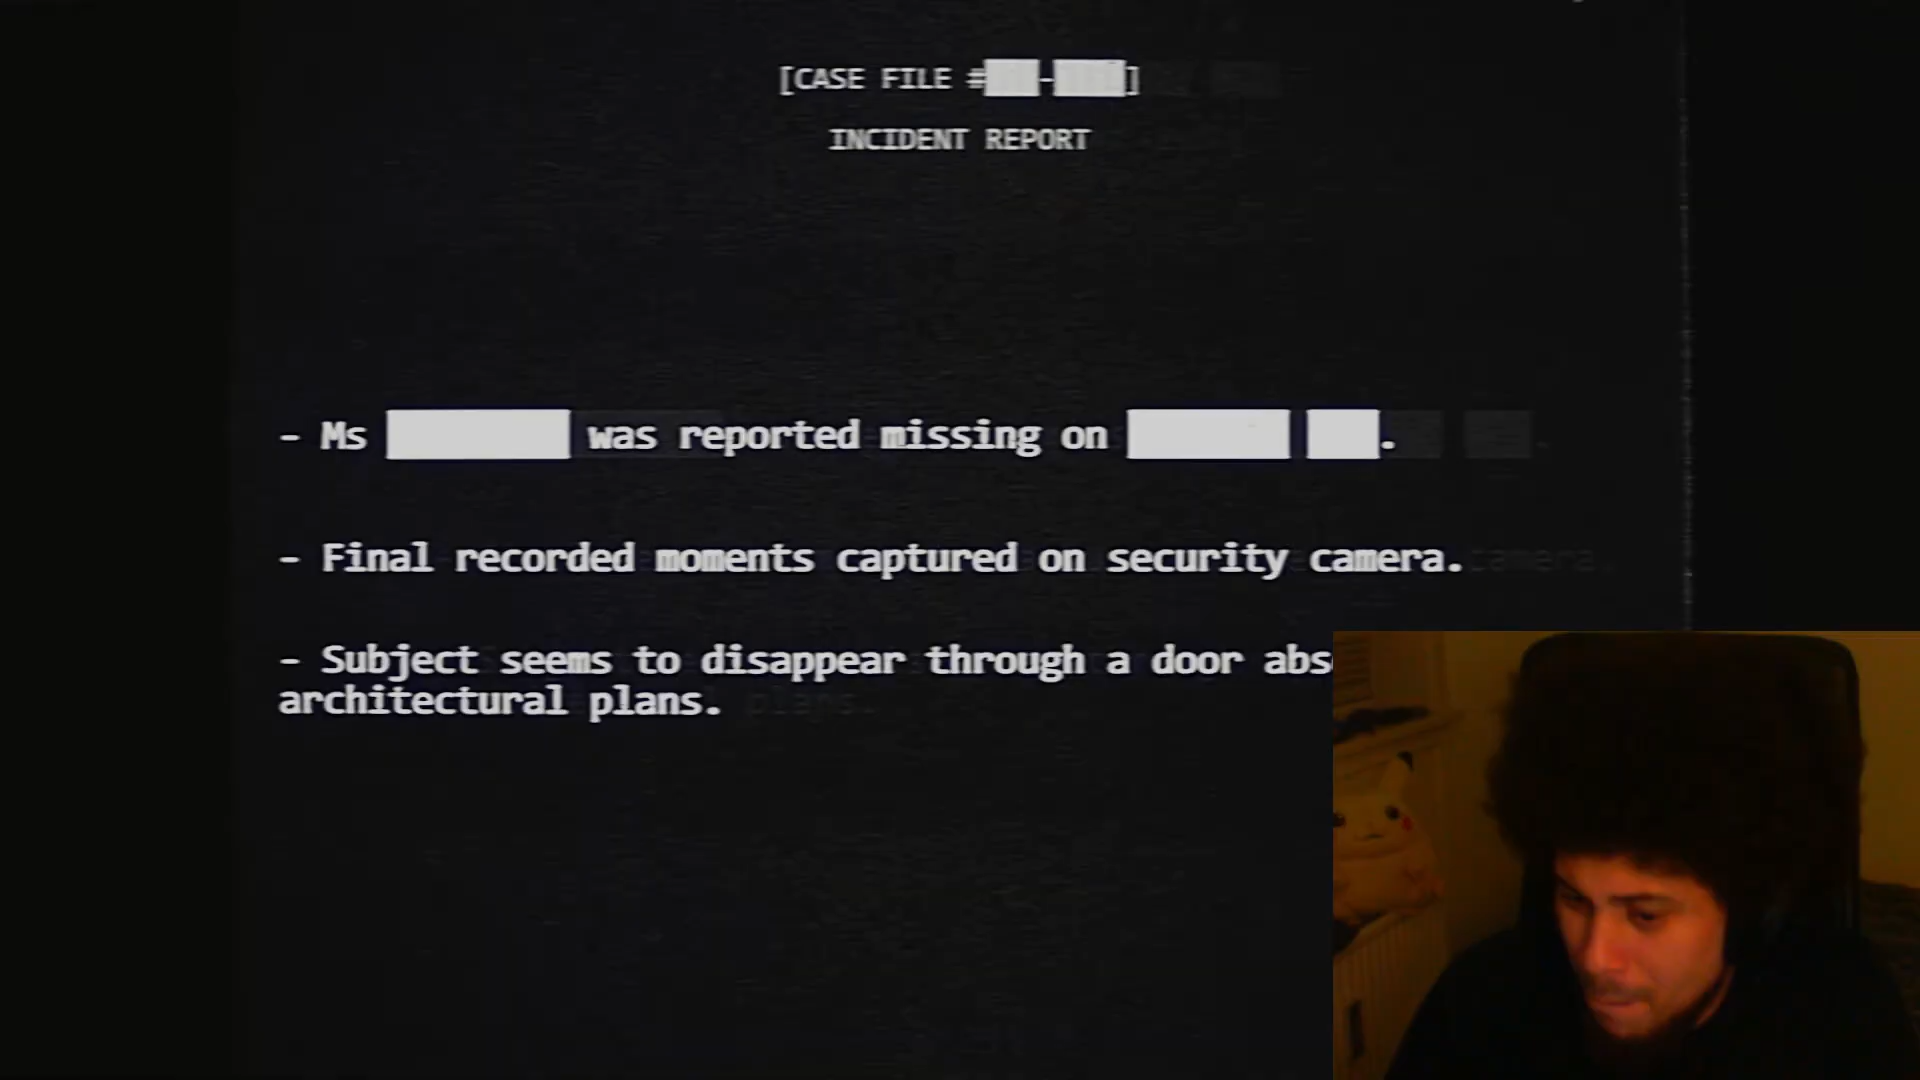 [CASE FILE #██-███]
INCIDENT REPORT
- Ms ████████ was reported missing on ███████ ███.
- Final recorded moments captured on security camera.
- Subject seems to disappear through a door
architectural plans.